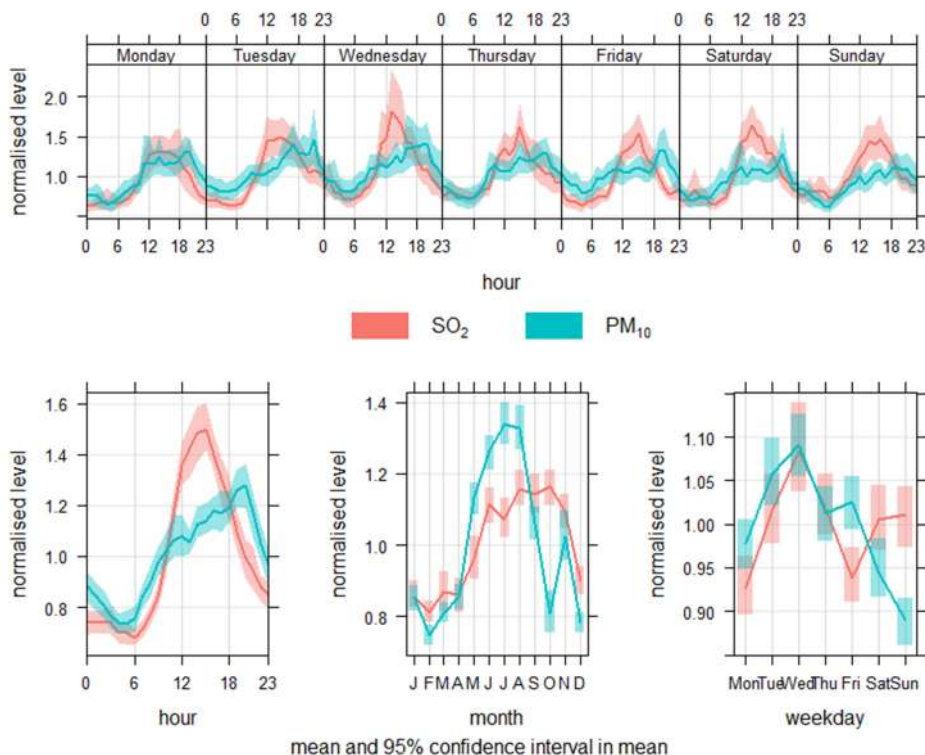 0 6 12 18 23 0 6 12 18 23 0 6 12 18 23
Monday Tuesday Wednesday Thursday Friday Saturday Sunday
normalised level
2.0
1.5
1.0
0 6 12 18 23 0 6 12 18 23 0 6 12 18 23 0 6 12 18 23
hour
SO₂ PM₁₀
normalised level
1.6
1.4
1.2
1.0
0.8
0 6 12 18 23
hour
normalised level
1.4
1.2
1.0
0.8
J F M A M J J A S O N D
month
normalised level
1.10
1.05
1.00
0.95
0.90
Mon Tue Wed Thu Fri Sat Sun
weekday
mean and 95% confidence interval in mean